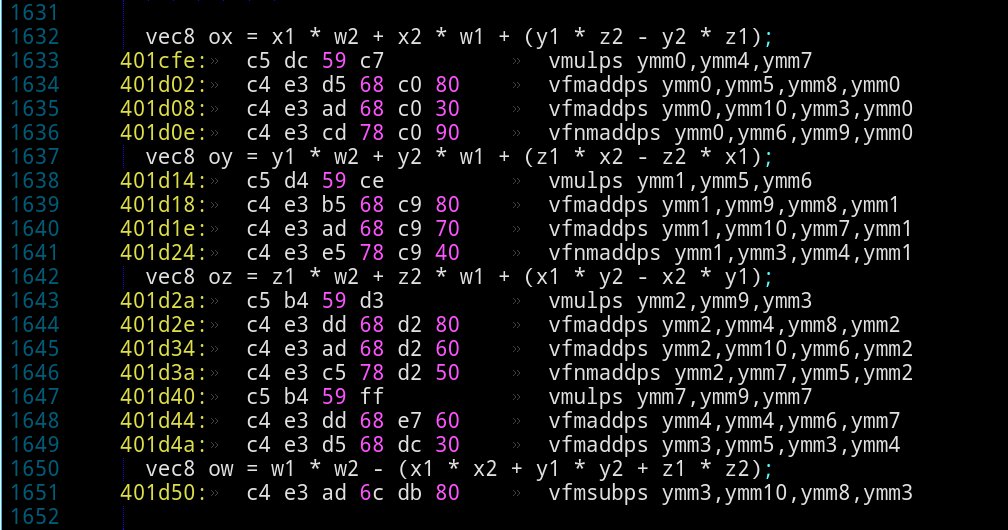 1631
1632 vec8 ox = x1 * w2 + x2 * w1 + (y1 * z2 - y2 * z1);
1633 401cfe:» c5 dc 59 c7 » vmulps ymm0,ymm4,ymm7
1634 401d02:» c4 e3 d5 68 c0 80 » vfmaddps ymm0,ymm5,ymm8,ymm0
1635 401d08:» c4 e3 ad 68 c0 30 » vfmaddps ymm0,ymm10,ymm3,ymm0
1636 401d0e:» c4 e3 cd 78 c0 90 » vfnmaddps ymm0,ymm6,ymm9,ymm0
1637 vec8 oy = y1 * w2 + y2 * w1 + (z1 * x2 - z2 * x1);
1638 401d14:» c5 d4 59 ce » vmulps ymm1,ymm5,ymm6
1639 401d18:» c4 e3 b5 68 c9 80 » vfmaddps ymm1,ymm9,ymm8,ymm1
1640 401d1e:» c4 e3 ad 68 c9 70 » vfmaddps ymm1,ymm10,ymm7,ymm1
1641 401d24:» c4 e3 e5 78 c9 40 » vfnmaddps ymm1,ymm3,ymm4,ymm1
1642 vec8 oz = z1 * w2 + z2 * w1 + (x1 * y2 - x2 * y1);
1643 401d2a:» c5 b4 59 d3 » vmulps ymm2,ymm9,ymm3
1644 401d2e:» c4 e3 dd 68 d2 80 » vfmaddps ymm2,ymm4,ymm8,ymm2
1645 401d34:» c4 e3 ad 68 d2 60 » vfmaddps ymm2,ymm10,ymm6,ymm2
1646 401d3a:» c4 e3 c5 78 d2 50 » vfnmaddps ymm2,ymm7,ymm5,ymm2
1647 401d40:» c5 b4 59 ff » vmulps ymm7,ymm9,ymm7
1648 401d44:» c4 e3 dd 68 e7 60 » vfmaddps ymm4,ymm4,ymm6,ymm7
1649 401d4a:» c4 e3 d5 68 dc 30 » vfmaddps ymm3,ymm5,ymm3,ymm4
1650 vec8 ow = w1 * w2 - (x1 * x2 + y1 * y2 + z1 * z2);
1651 401d50:» c4 e3 ad 6c db 80 » vfmsubps ymm3,ymm10,ymm8,ymm3
1652